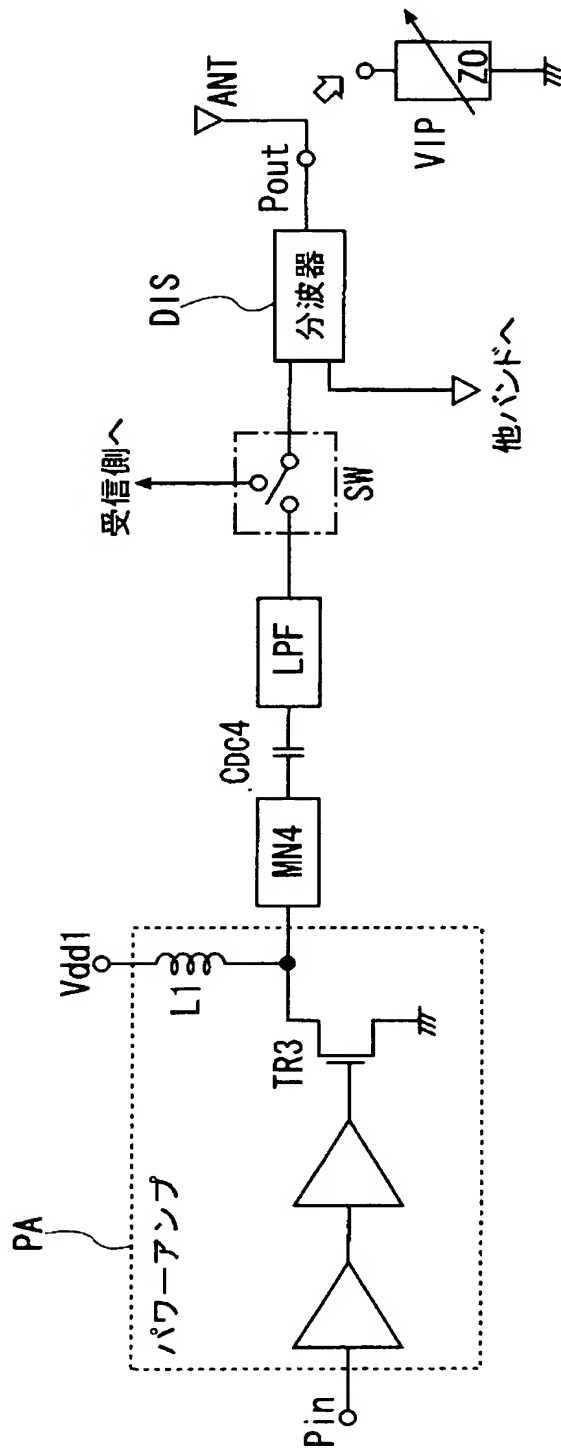 PA
パワーアンプ
Pin
Vdd1
L1
TR3
MN4
CDC4
LPF
受信側へ
SW
DIS
分波器
他バンドへ
Pout
ANT
VIP
Z0